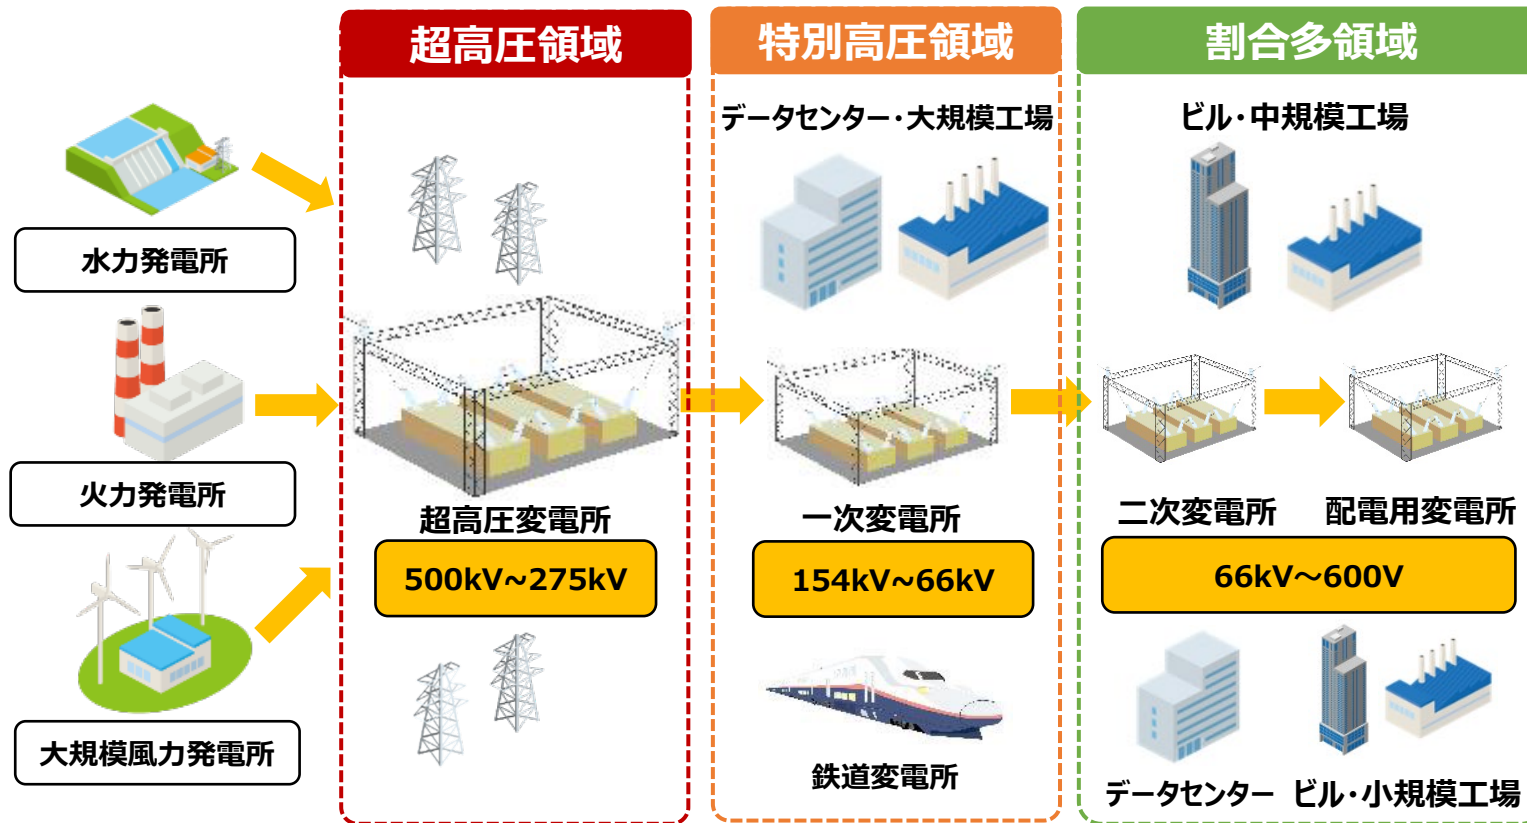 超高圧領域
特別高圧領域
割合多領域
データセンター・大規模工場
ビル・中規模工場
水力発電所
火力発電所
大規模風力発電所
超高圧変電所
一次変電所
二次変電所
配電用変電所
500kV~275kV
154kV~66kV
66kV～600V
鉄道変電所
データセンター
ビル・小規模工場